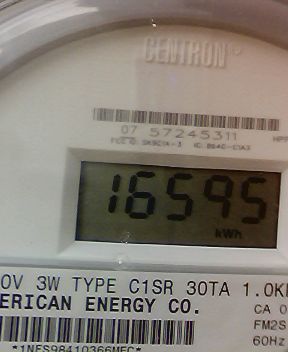 CENTRON®
07 57245311
16595
kWh
0V 3W TYPE C1SR 30TA 1.0K
ERICAN ENERGY CO.
CA 0
FM2S
60Hz
*1NES98410366MEC*